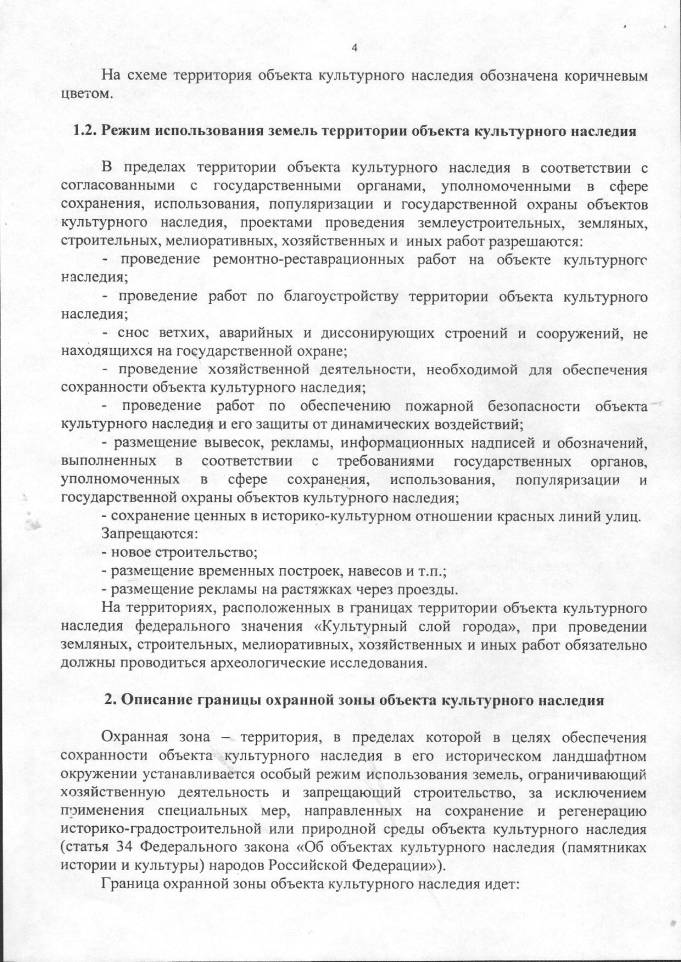 4
На схеме территория объекта культурного наследия обозначена коричневым
цветом.
1.2. Режим использования земель территории объекта культурного наследия
В пределах территории объекта культурного наследия в соответствии с
согласованными с государственными органами, уполномоченными в сфере
сохранения, использования, популяризации и государственной охраны объектов
культурного наследия, проектами проведения землеустроительных, земляных,
строительных, мелиоративных, хозяйственных и иных работ разрешаются:
- проведение ремонтно-реставрационных работ на объекте культурного
наследия;
- проведение работ по благоустройству территории объекта культурного
наследия;
- снос ветхих, аварийных и диссонирующих строений и сооружений, не
находящихся на государственной охране;
- проведение хозяйственной деятельности, необходимой для обеспечения
сохранности объекта культурного наследия;
- проведение работ по обеспечению пожарной безопасности объекта
культурного наследия и его защиты от динамических воздействий;
- размещение вывесок, рекламы, информационных надписей и обозначений,
выполненных в соответствии с требованиями государственных органов,
уполномоченных в сфере сохранения, использования, популяризации и
государственной охраны объектов культурного наследия;
- сохранение ценных в историко-культурном отношении красных линий улиц.
Запрещаются:
- новое строительство;
- размещение временных построек, навесов и т.п.;
- размещение рекламы на растяжках через проезды.
На территориях, расположенных в границах территории объекта культурного
наследия федерального значения «Культурный слой города», при проведении
земляных, строительных, мелиоративных, хозяйственных и иных работ обязательно
должны проводиться археологические исследования.
2. Описание границы охранной зоны объекта культурного наследия
Охранная зона – территория, в пределах которой в целях обеспечения
сохранности объекта культурного наследия в его историческом ландшафтном
окружении устанавливается особый режим использования земель, ограничивающий
хозяйственную деятельность и запрещающий строительство, за исключением
применения специальных мер, направленных на сохранение и регенерацию
историко-градостроительной или природной среды объекта культурного наследия
(статья 34 Федерального закона «Об объектах культурного наследия (памятниках
истории и культуры) народов Российской Федерации»).
Граница охранной зоны объекта культурного наследия идет: